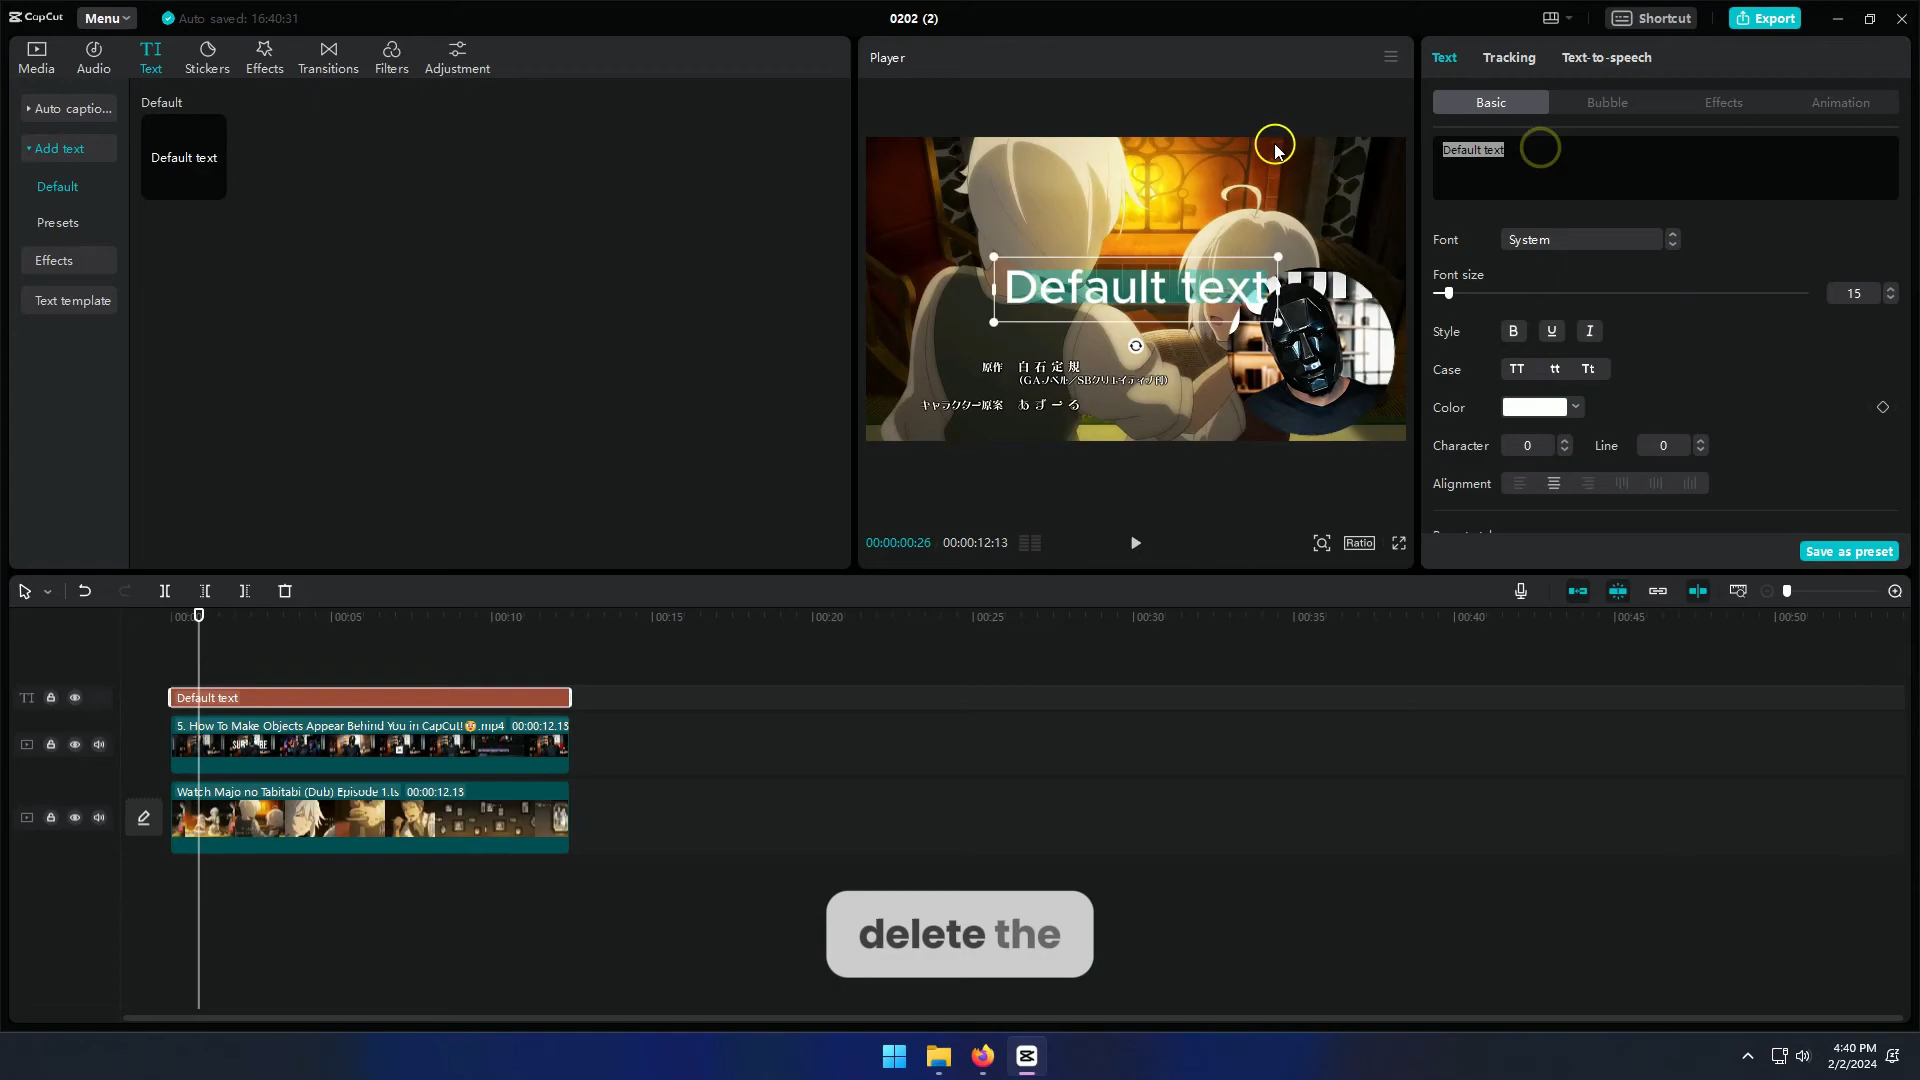 CapCut
Menu
Auto saved: 16:40:31
0202 (2)
Shortcut
Export
Media
Audio
TI
Text
Stickers
Effects
Transitions
Filters
Adjustment
Auto captio...
Add text
Default
Presets
Effects
Text template
Default
Default text
Player
Default text
原作 白石定規
(GAノベル／SBクリエイティブ刊)
キャラクター原案 あずーる
00:00:00:26
00:00:12:13
Ratio
Text
Tracking
Text-to-speech
Basic
Bubble
Effects
Animation
Default text
Font
System
Font size
15
Style
B
U
I
Case
TT
tt
Tt
Color
Character
0
Line
0
Alignment
Save as preset
00:05
00:10
00:15
00:20
00:25
00:30
00:35
00:40
00:45
00:50
TI
Default text
5. How To Make Objects Appear Behind You in CapCut!🤯.mp4 00:00:12:13
Watch Majo no Tabitabi (Dub) Episode 1.ts 00:00:12:13
delete the
4:40 PM
2/2/2024